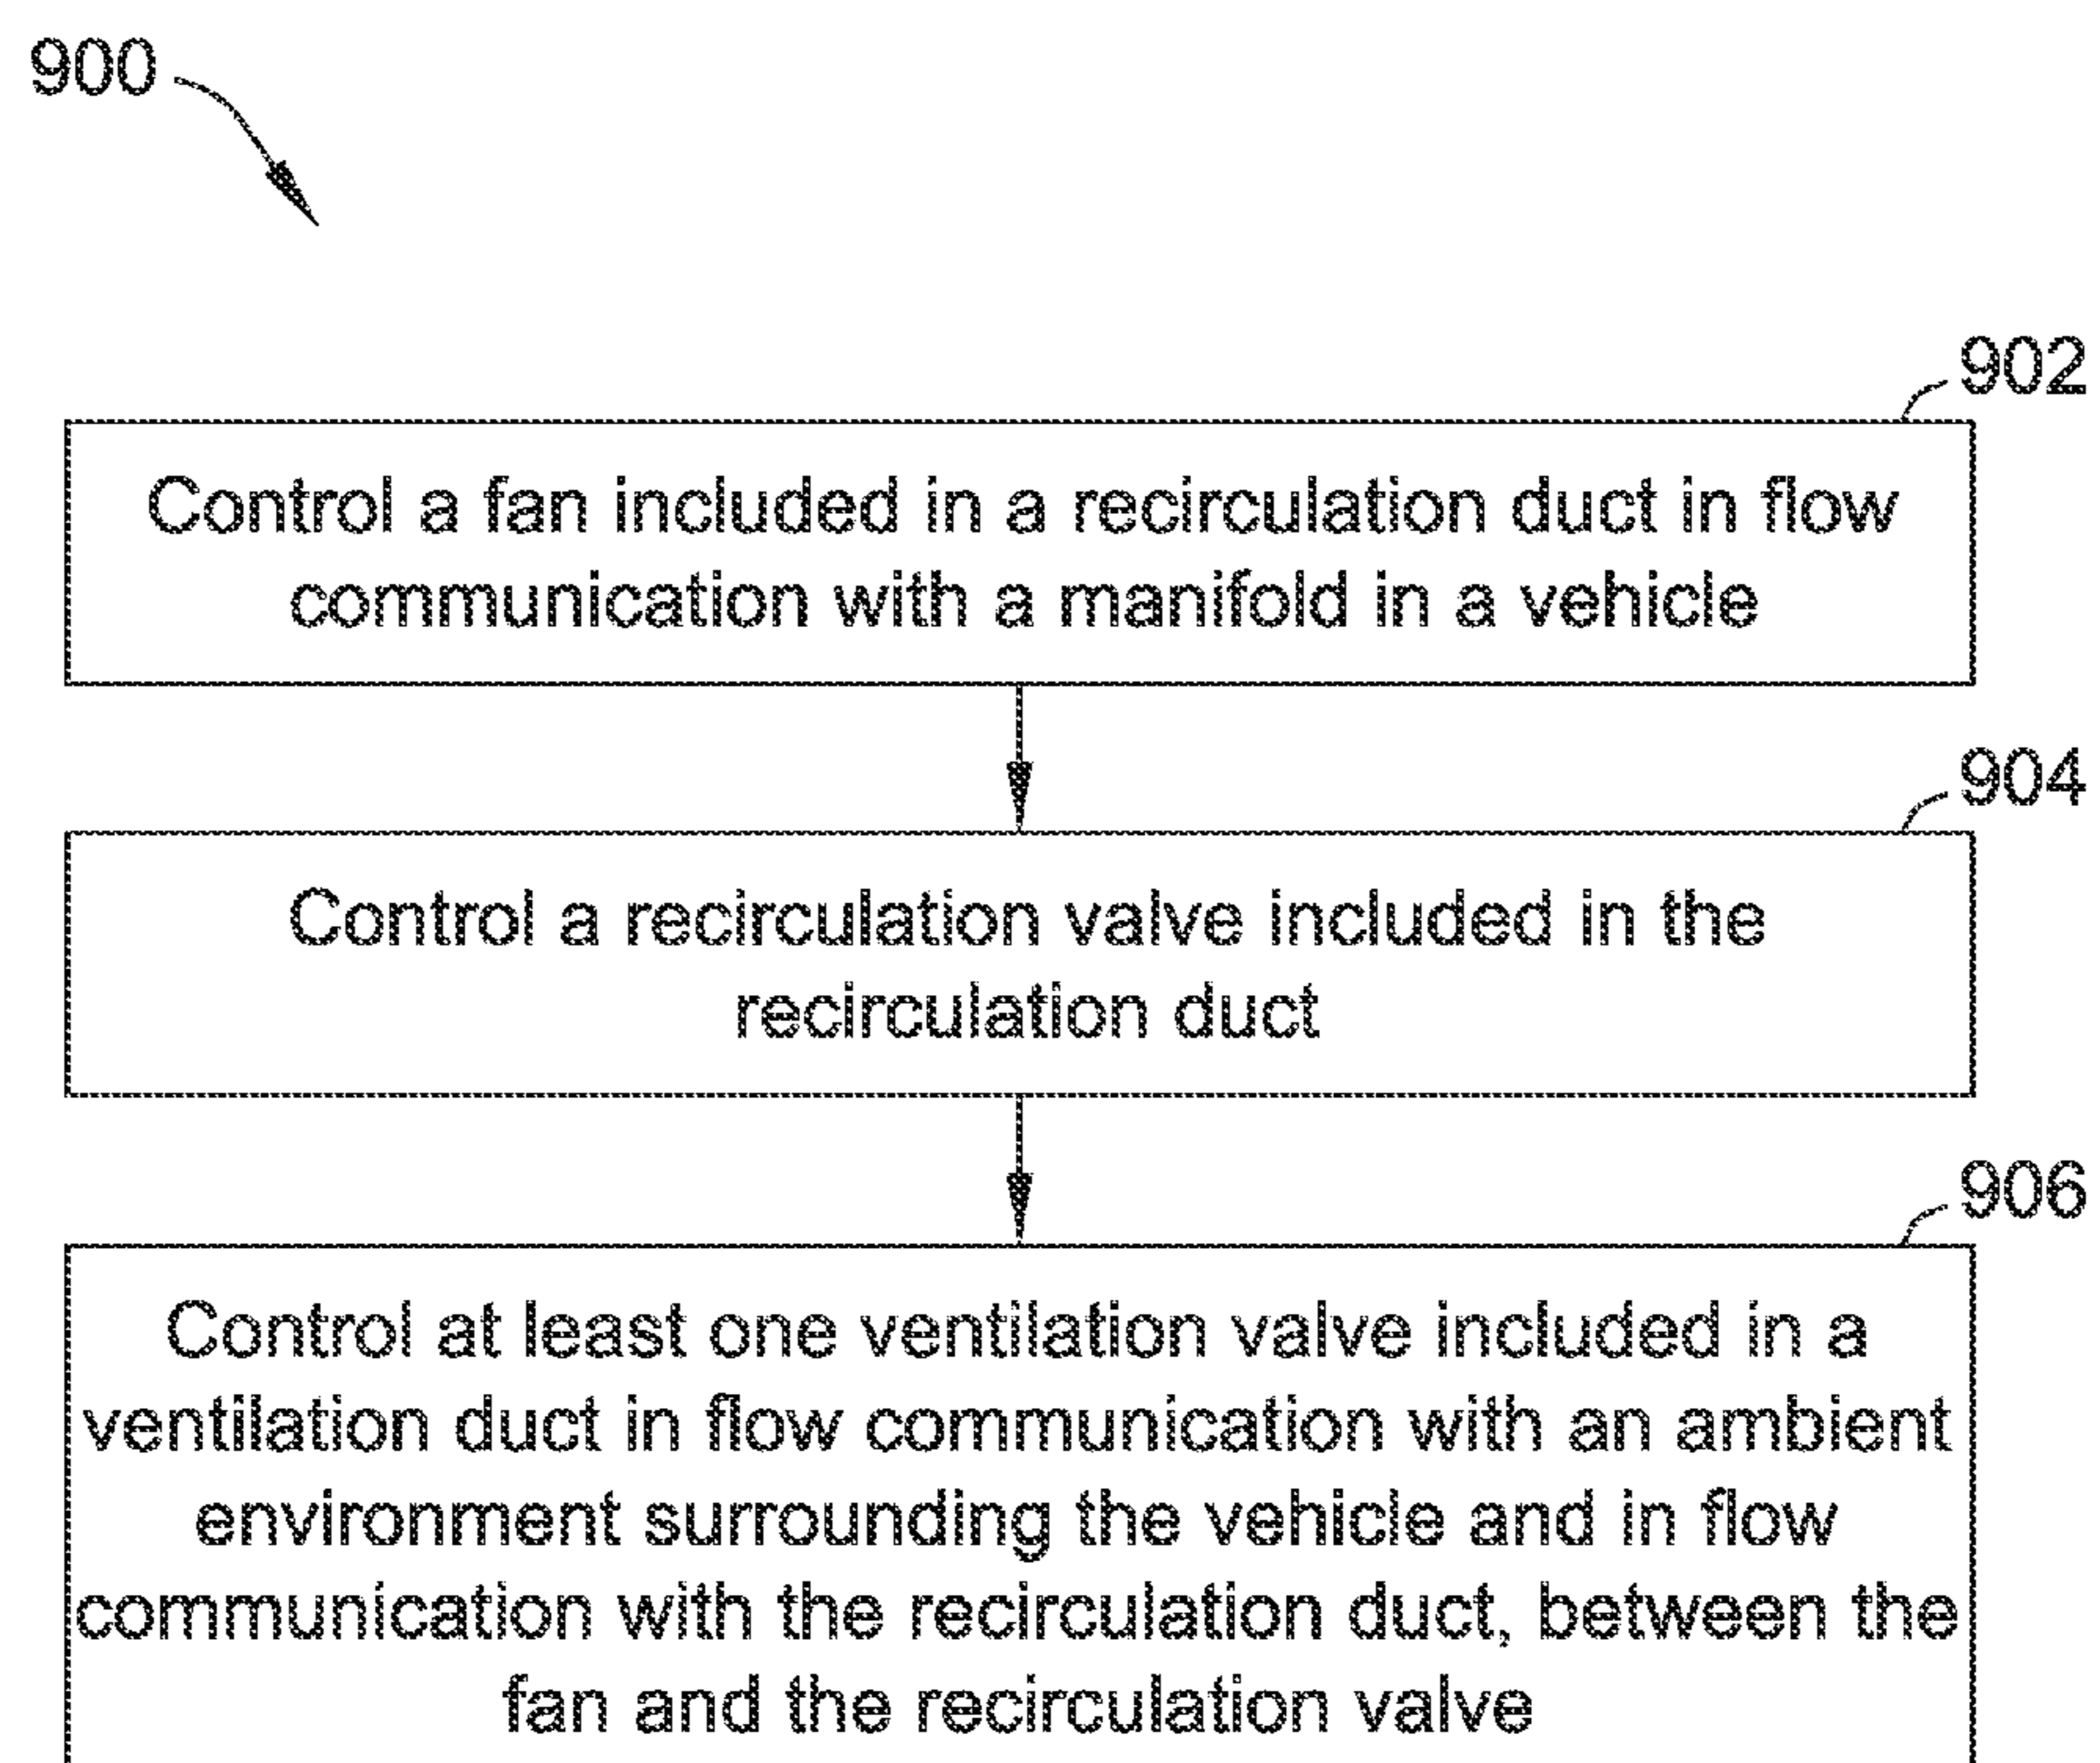 900
902
Control a fan included in a recirculation duct in flow
communication with a manifold in a vehicle
904
Control a recirculation valve included in the
recirculation duct
906
Control at least one ventilation valve included in a
ventilation duct in flow communication with an ambient
environment surrounding the vehicle and in flow
communication with the recirculation duct, between the
fan and the recirculation valve